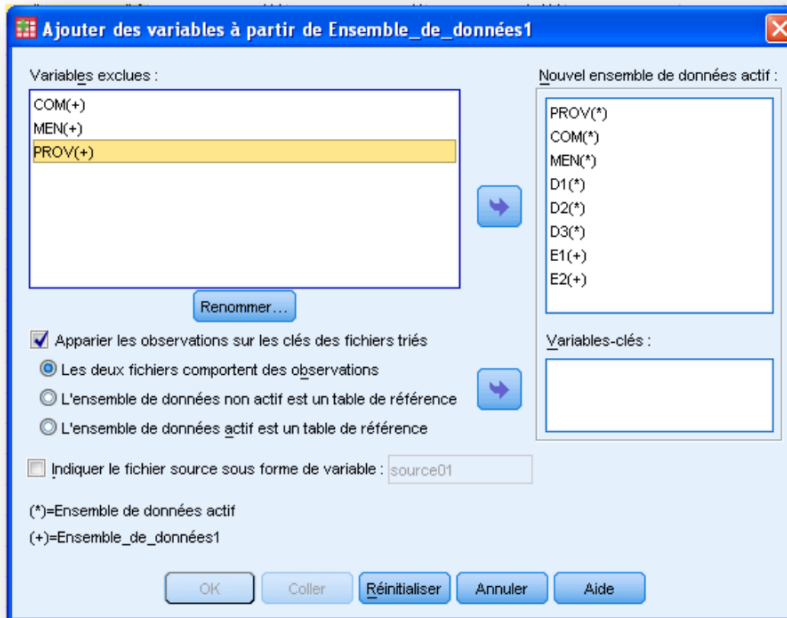 Ajouter des variables à partir de Ensemble_de_données1
Variables exclues :
COM(+)
MEN(+)
PROV(+)
Renommer...
Nouvel ensemble de données actif :
PROV(*)
COM(*)
MEN(*)
D1(*)
D2(*)
D3(*)
E1(+)
E2(+)
Apparier les observations sur les clés des fichiers triés
Les deux fichiers comportent des observations
L'ensemble de données non actif est un table de référence
L'ensemble de données actif est un table de référence
Variables-clés :
Indiquer le fichier source sous forme de variable : source01
(*)=Ensemble de données actif
(+)=Ensemble_de_données1
OK Coller Réinitialiser Annuler Aide